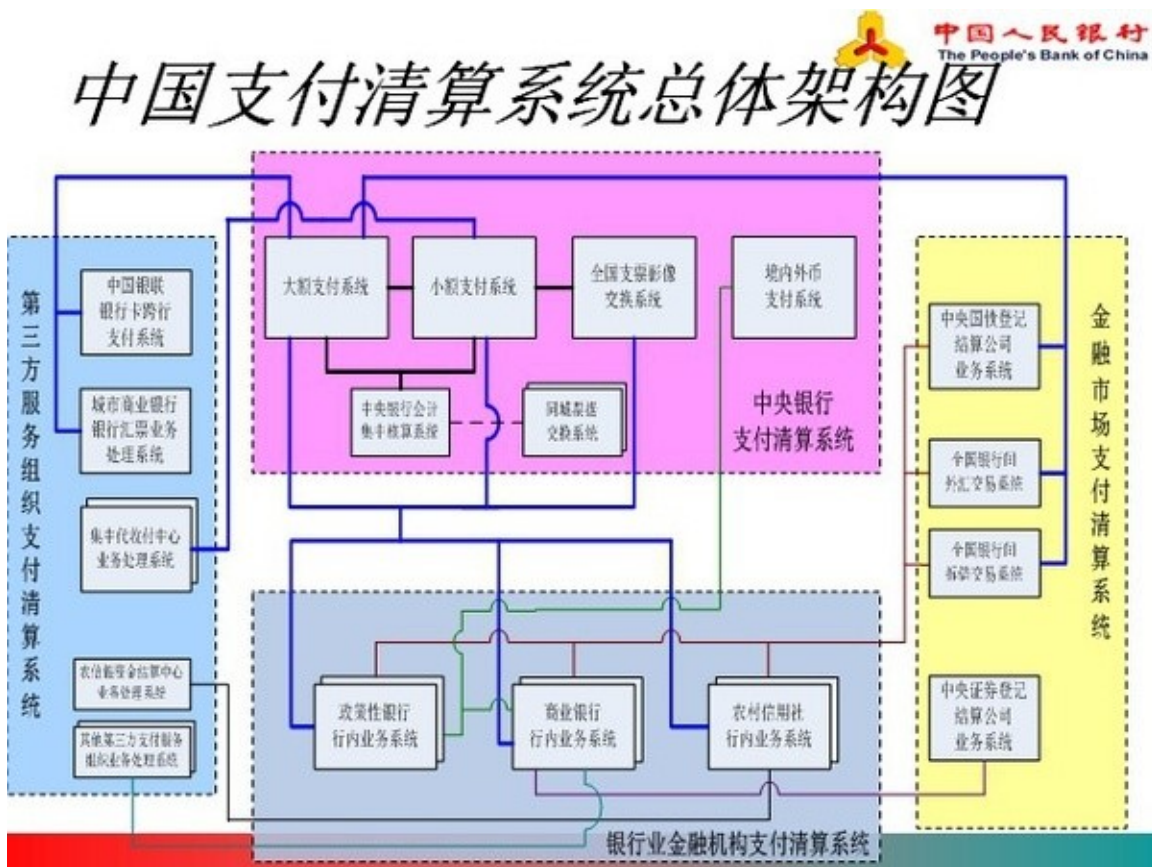 中国人民银行
The People's Bank of China
中国支付清算系统总体架构图
第三方服务组织支付清算系统
中国银联
银行卡跨行
支付系统
城市商业银行
银行汇票业务
处理系统
集中代收付中心
业务处理系统
农信银资金结算中心
业务处理系统
其他第三方支付服务
组织业务处理系统
大额支付系统
小额支付系统
全国支票影像
交换系统
境内外币
支付系统
中央银行会计
集中核算系统
同城票据
交换系统
中央银行
支付清算系统
政策性银行
行内业务系统
商业银行
行内业务系统
农村信用社
行内业务系统
银行业金融机构支付清算系统
中央国债登记
结算公司
业务系统
全国银行间
外汇交易系统
全国银行间
拆借交易系统
中央证券登记
结算公司
业务系统
金融市场支付清算系统